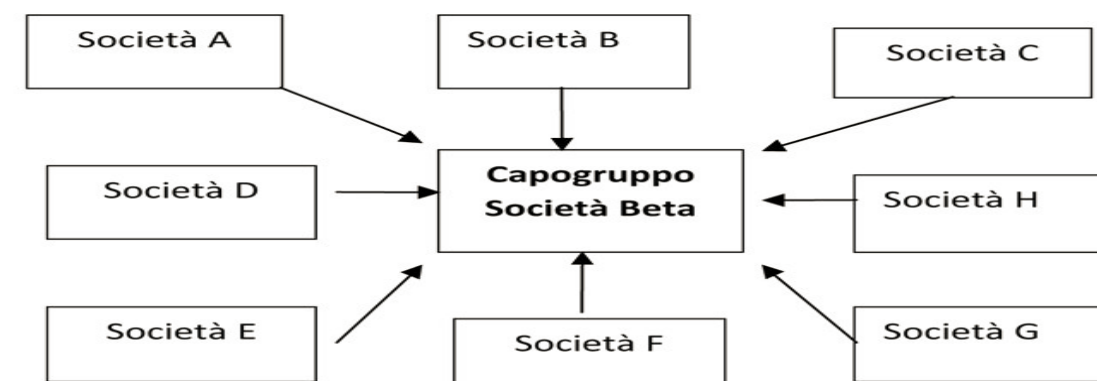 Società A
Società B
Società C
Capogruppo
Società Beta
Società D
Società H
Società E
Società F
Società G